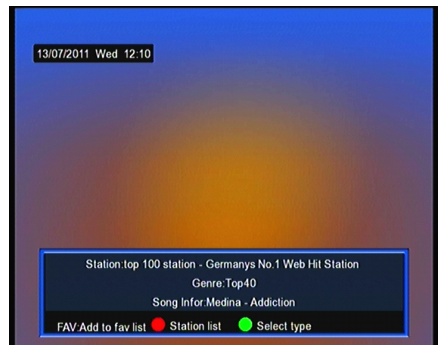 13/07/2011 Wed 12:10
Station:top 100 station - Germanys No.1 Web Hit Station
Genre:Top40
Song Infor:Medina - Addiction
FAV:Add to fav list Station list Select type